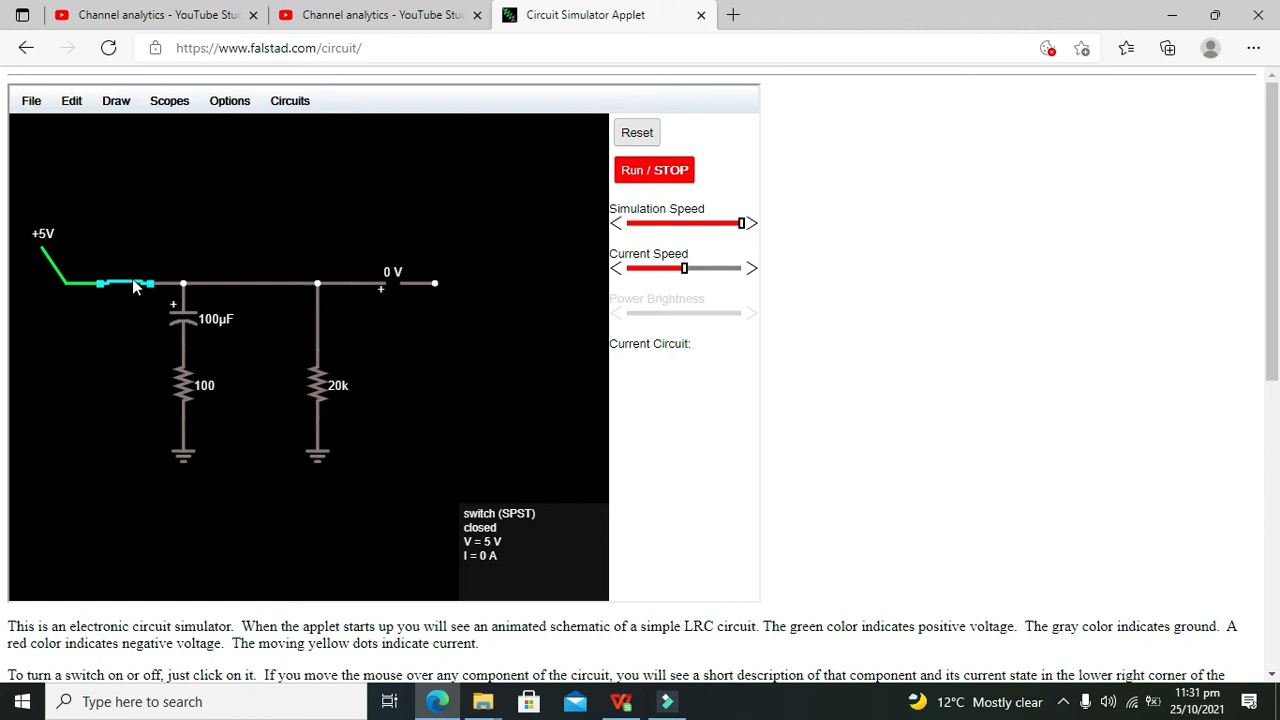 Channel analytics - YouTube Stu
Channel analytics - YouTube Stu
Circuit Simulator Applet
https://www.falstad.com/circuit/
File Edit Draw Scopes Options Circuits
Reset
Run / STOP
Simulation Speed
Current Speed
Power Brightness
Current Circuit:
+5V
0 V
+
+
100µF
100
20k
switch (SPST)
closed
V = 5 V
I = 0 A
This is an electronic circuit simulator. When the applet starts up you will see an animated schematic of a simple LRC circuit. The green color indicates positive voltage. The gray color indicates ground. A
red color indicates negative voltage. The moving yellow dots indicate current.
To turn a switch on or off, just click on it. If you move the mouse over any component of the circuit, you will see a short description of that component and its current state in the lower right corner of the
Type here to search
12°C Mostly clear
11:31 pm
25/10/2021